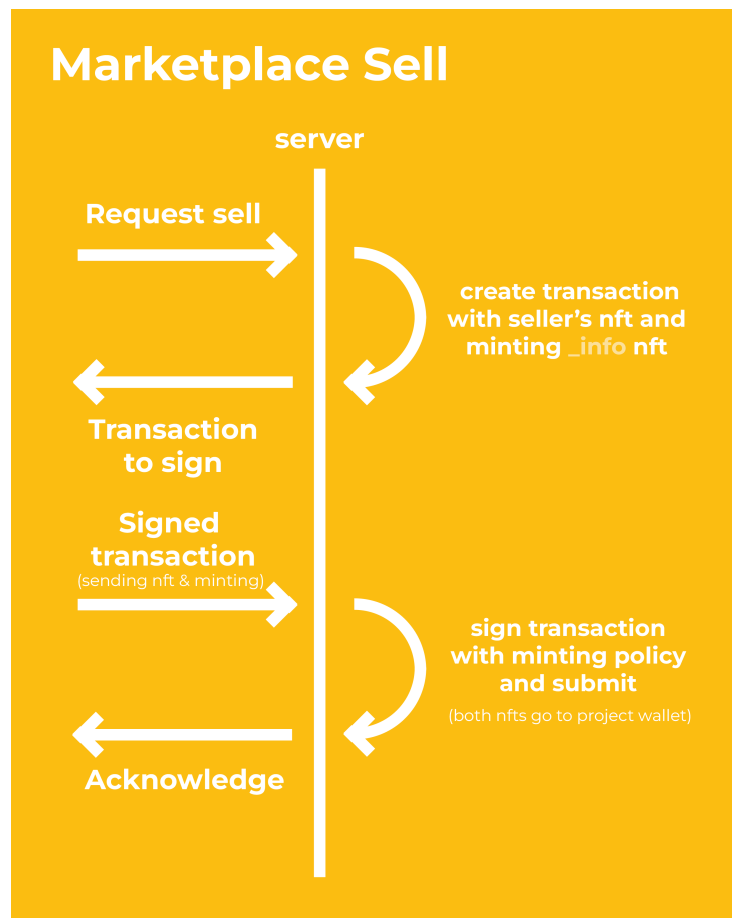 Marketplace Sell
server
Request sell
create transaction
with seller’s nft and
minting _info nft
Transaction
to sign
Signed
transaction
(sending nft & minting)
sign transaction
with minting policy
and submit
(both nfts go to project wallet)
Acknowledge